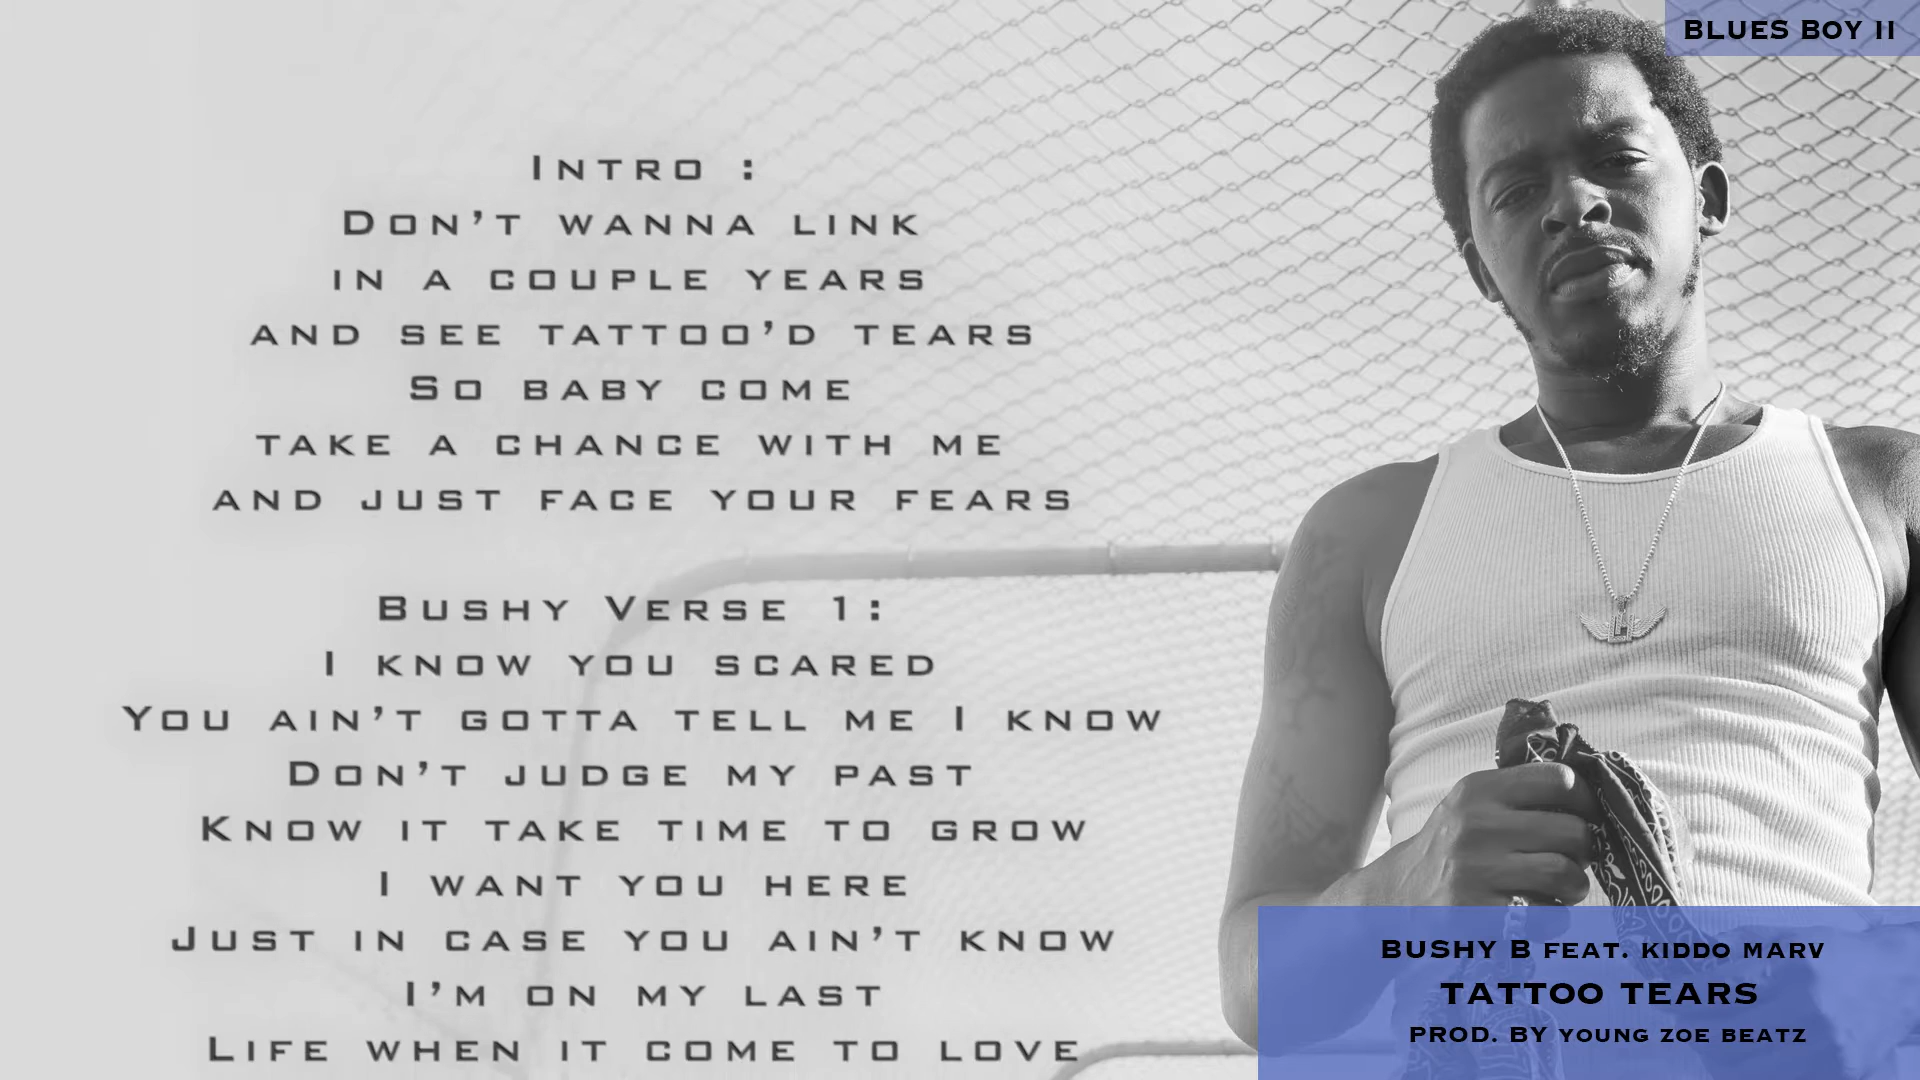 BLUES BOY II
INTRO :
DON'T WANNA LINK
IN A COUPLE YEARS
AND SEE TATTOO'D TEARS
SO BABY COME
TAKE A CHANCE WITH ME
AND JUST FACE YOUR FEARS
BUSHY VERSE 1:
I KNOW YOU SCARED
YOU AIN'T GOTTA TELL ME I KNOW
DON'T JUDGE MY PAST
KNOW IT TAKE TIME TO GROW
I WANT YOU HERE
JUST IN CASE YOU AIN'T KNOW
I'M ON MY LAST
LIFE WHEN IT COME TO LOVE
BUSHY B FEAT. KIDDO MARV
TATTOO TEARS
PROD. BY YOUNG ZOE BEATZ